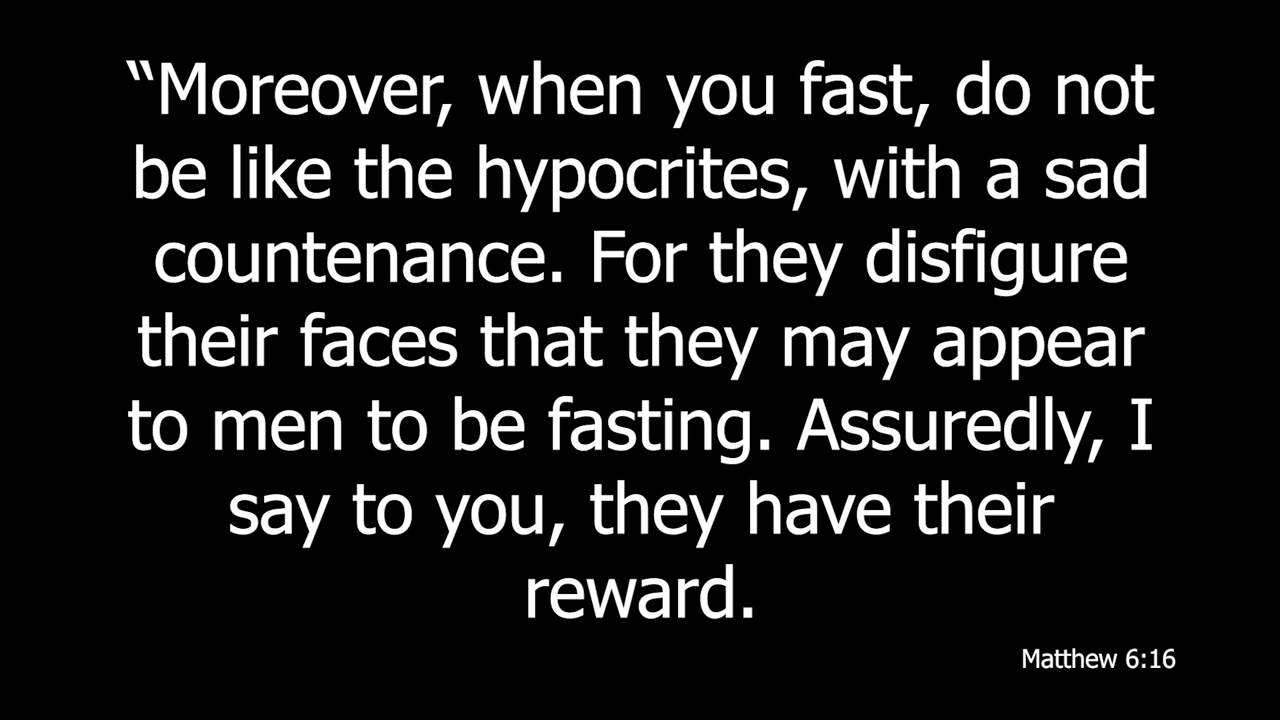 “Moreover, when you fast, do not
be like the hypocrites, with a sad
countenance. For they disfigure
their faces that they may appear
to men to be fasting. Assuredly, I
say to you, they have their
reward.
Matthew 6:16